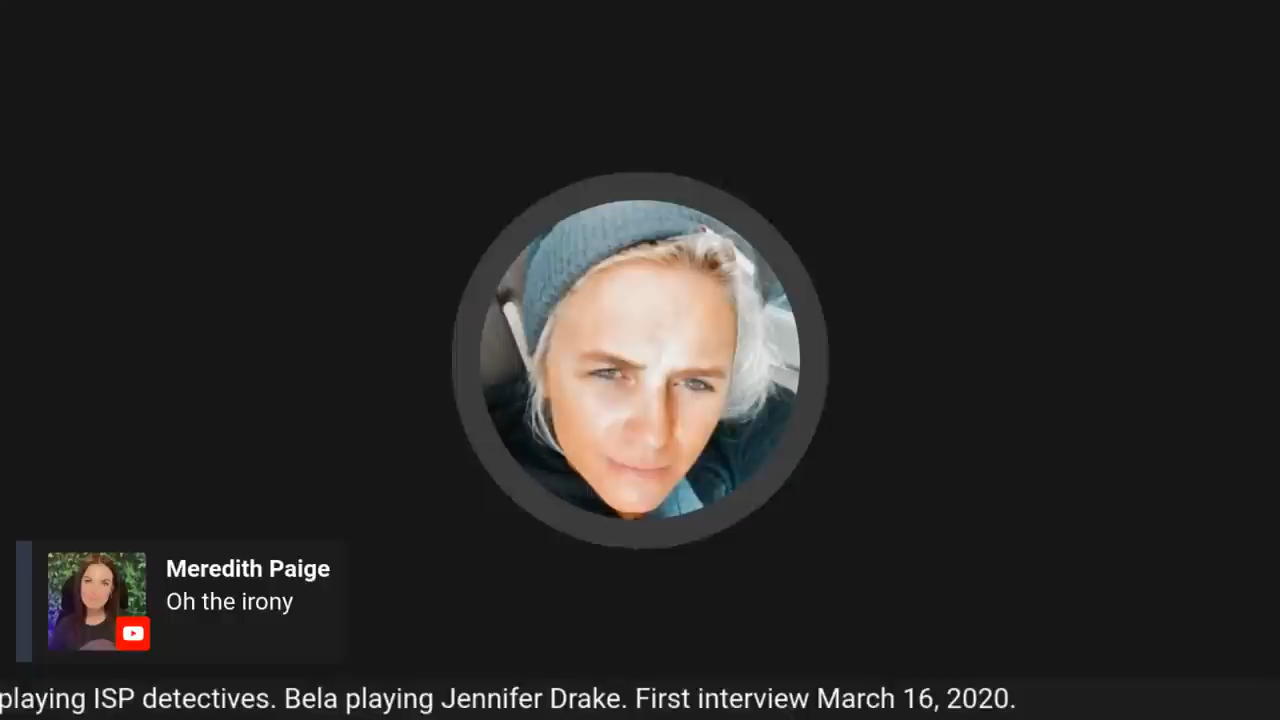 Meredith Paige
Oh the irony
playing ISP detectives. Bela playing Jennifer Drake. First interview March 16, 2020.